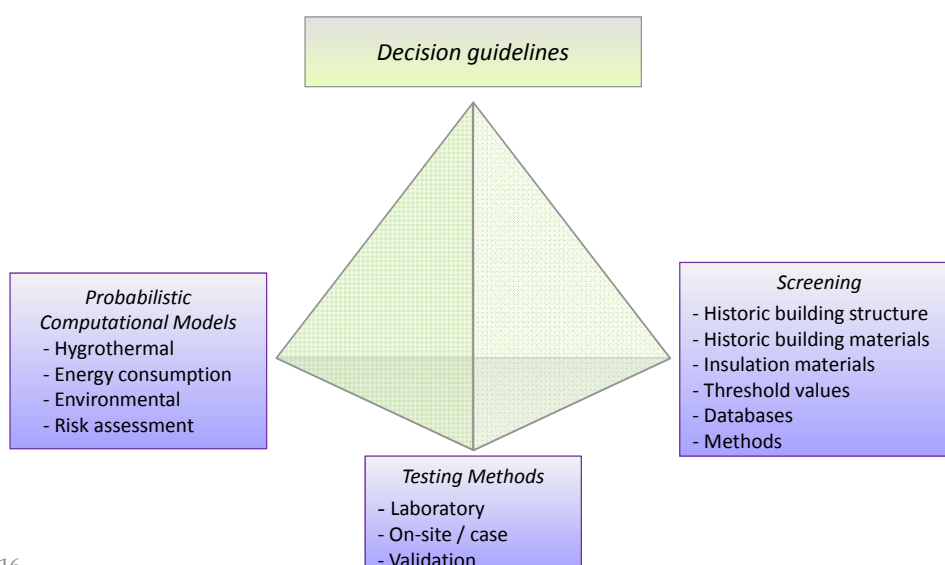 Decision guidelines
Probabilistic
Computational Models
- Hygrothermal
- Energy consumption
- Environmental
- Risk assessment
Screening
- Historic building structure
- Historic building materials
- Insulation materials
- Threshold values
- Databases
- Methods
Testing Methods
- Laboratory
- On-site / case
- Validation
16